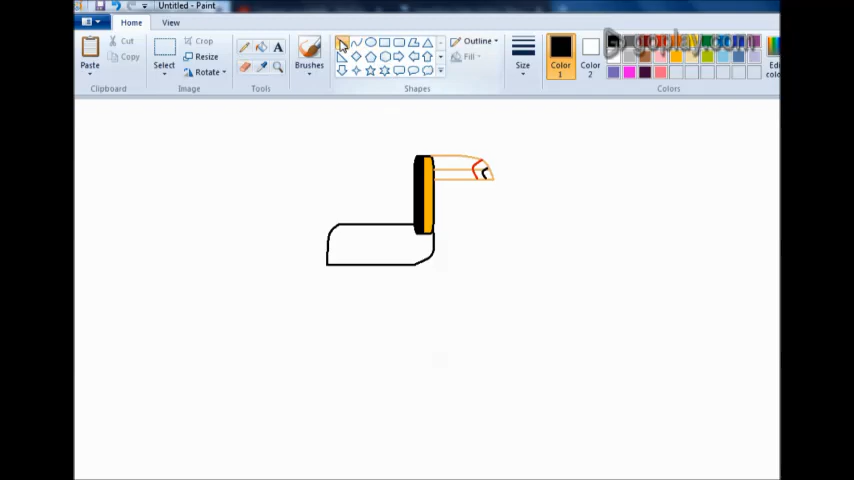 Untitled - Paint
Home View
Cut
Copy
Paste
Clipboard
Select
Crop
Resize
Rotate
Image
A
Tools
Brushes
Outline
Fill
Shapes
Size
Color 1
Color 2
Colors